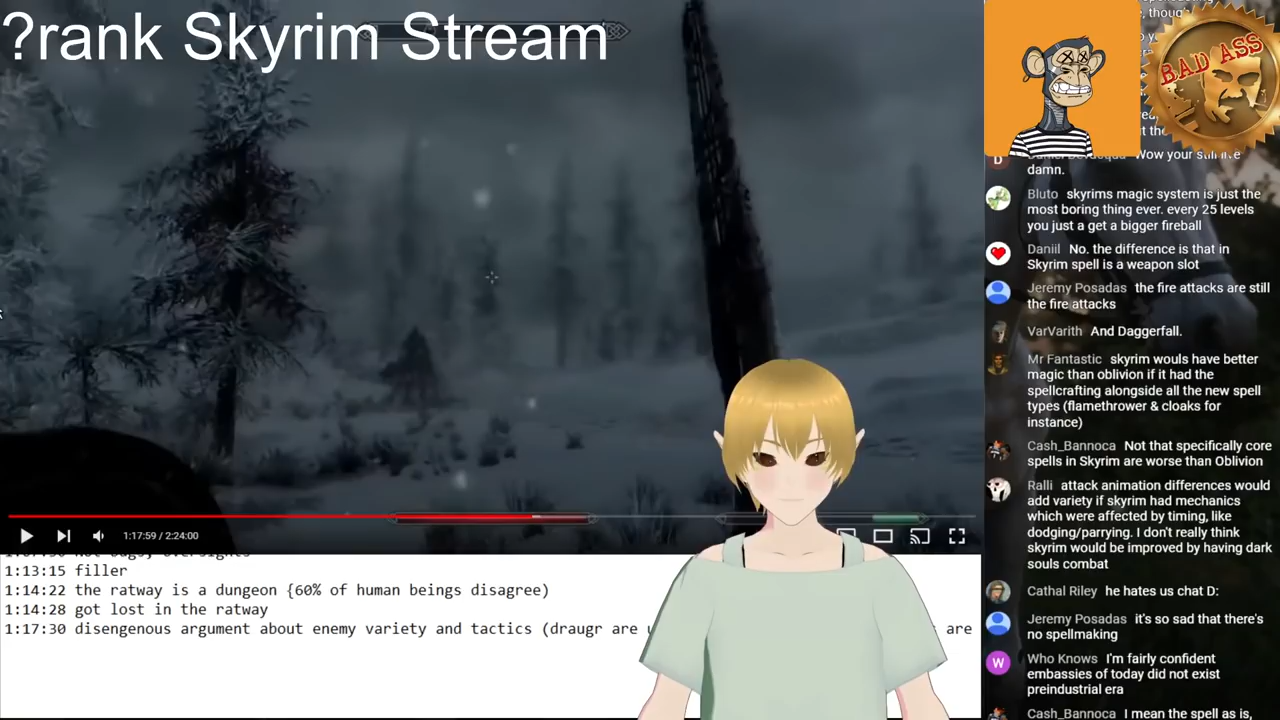 ?rank Skyrim Stream
1:17:59 / 2:24:00
1:13:15 filler
1:14:22 the ratway is a dungeon {60% of human beings disagree)
1:14:28 got lost in the ratway
1:17:30 disengenous argument about enemy variety and tactics (draugr are
are
BAD ASS
Wow your still live
damn.
Bluto skyrims magic system is just the
most boring thing ever. every 25 levels
you just a get a bigger fireball
Daniil No. the difference is that in
Skyrim spell is a weapon slot
Jeremy Posadas the fire attacks are still
the fire attacks
VarVarith And Daggerfall.
Mr Fantastic skyrim wouls have better
magic than oblivion if it had the
spellcrafting alongside all the new spell
types (flamethrower & cloaks for
instance)
Cash_Bannoca Not that specifically core
spells in Skyrim are worse than Oblivion
Ralli attack animation differences would
add variety if skyrim had mechanics
which were affected by timing, like
dodging/parrying. I don't really think
skyrim would be improved by having dark
souls combat
Cathal Riley he hates us chat D:
Jeremy Posadas it's so sad that there's
no spellmaking
W
Who Knows I'm fairly confident
embassies of today did not exist
preindustrial era
Cash_Bannoca I mean the spell as is,